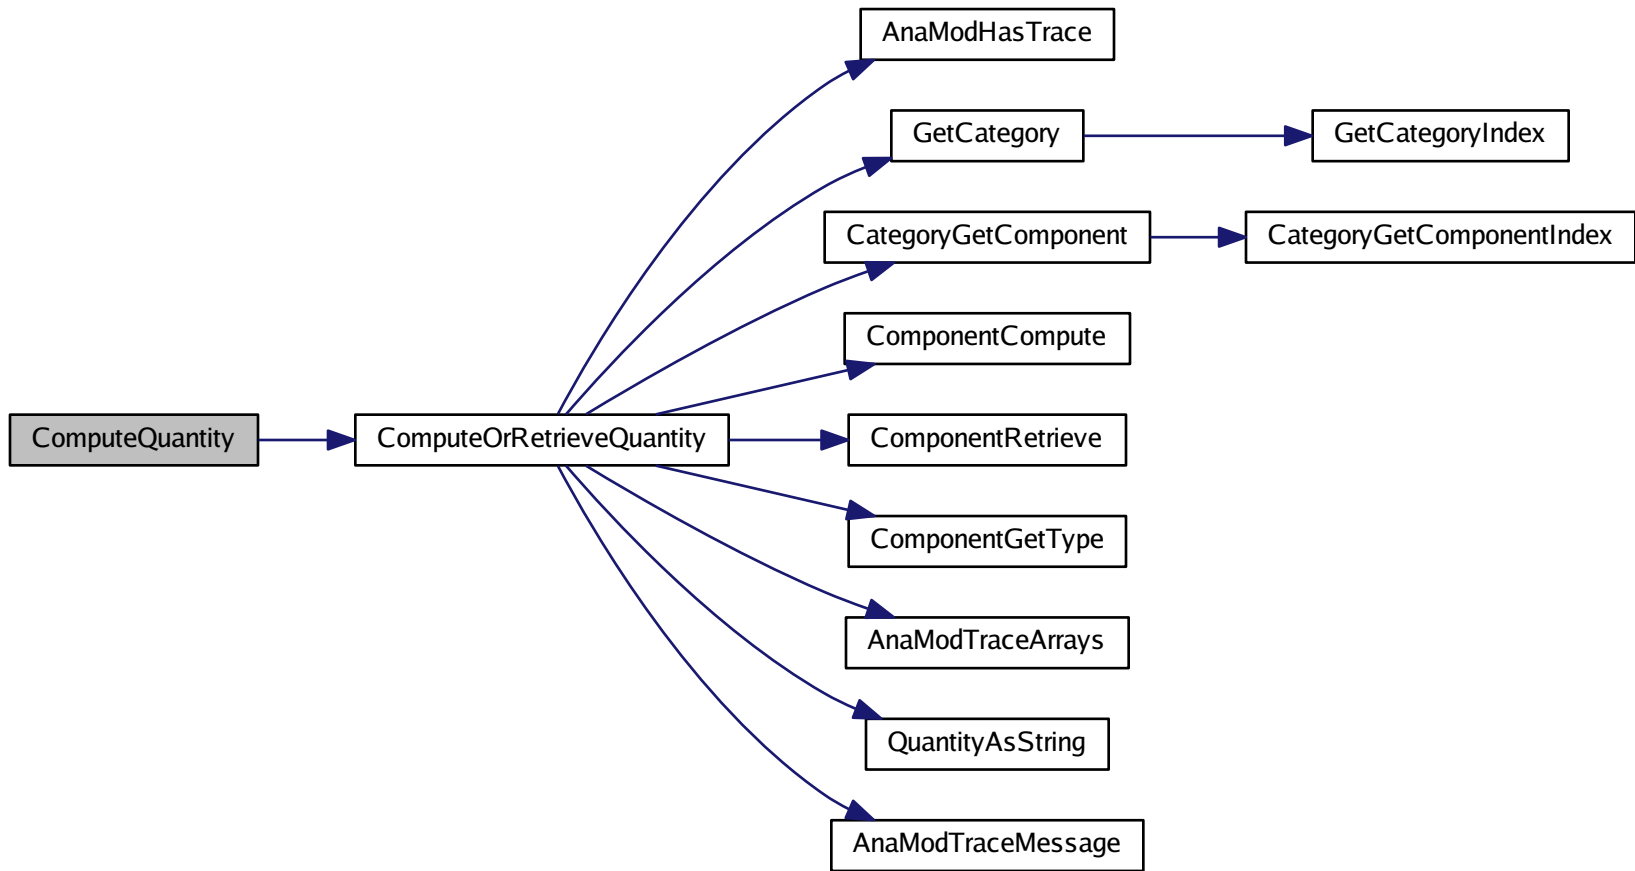 AnaModHasTrace
GetCategory
GetCategoryIndex
CategoryGetComponent
CategoryGetComponentIndex
ComponentCompute
ComputeQuantity
ComputeOrRetrieveQuantity
ComponentRetrieve
ComponentGetType
AnaModTraceArrays
QuantityAsString
AnaModTraceMessage